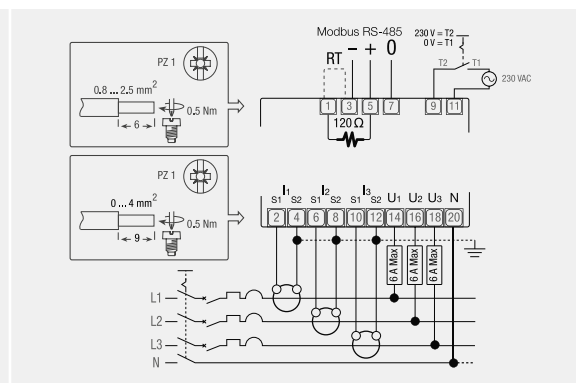 PZ 1
0.8 ... 2.5 mm²
6
0.5 Nm
Modbus RS-485
RT − + 0
230 V = T2
0 V = T1
T2 T1
230 VAC
1 3 5 7 9 11
120 Ω
PZ 1
0 ... 4 mm²
9
0.5 Nm
I1 I2 I3 U1 U2 U3 N
S1 S2 S1 S2 S1 S2
2 4 6 8 10 12 14 16 18 20
6 A Max 6 A Max 6 A Max
L1
L2
L3
N